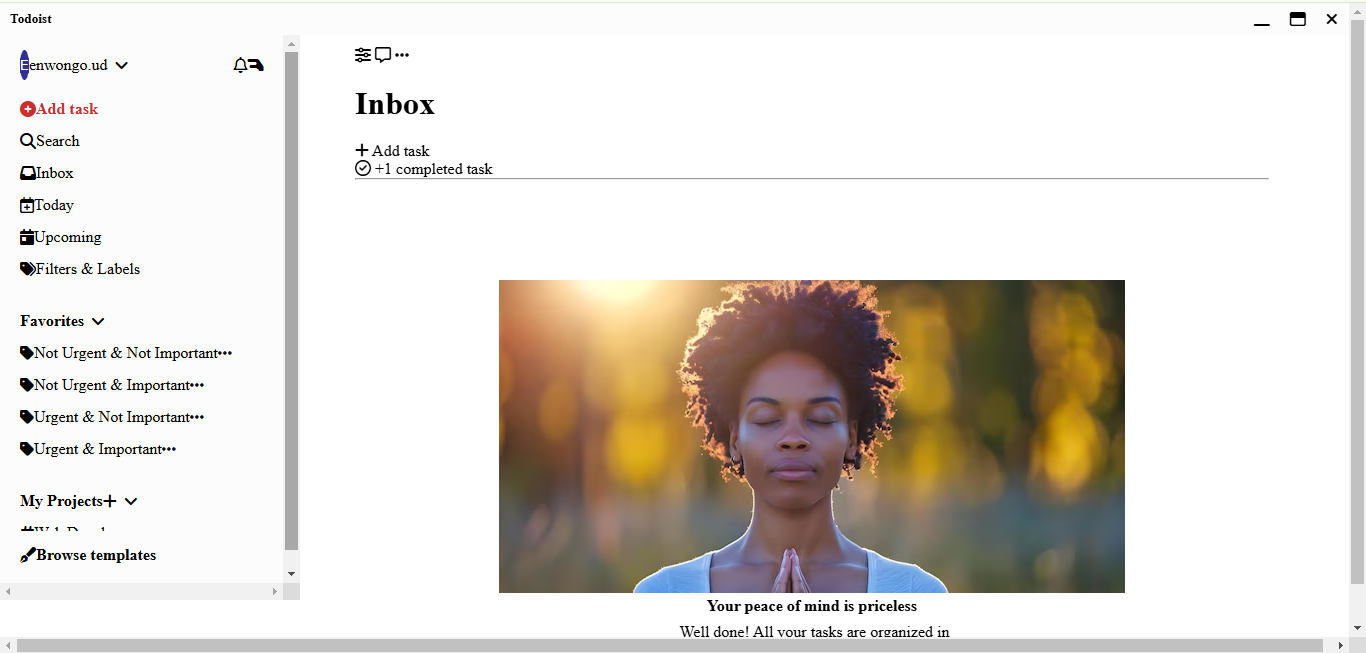 Todoist
E enwongo.ud
Add task
Search
Inbox
Today
Upcoming
Filters & Labels
Favorites
Not Urgent & Not Important•••
Not Urgent & Important•••
Urgent & Not Important•••
Urgent & Important•••
My Projects+
Browse templates
Inbox
+ Add task
+1 completed task
Your peace of mind is priceless
Well done! All your tasks are organized in